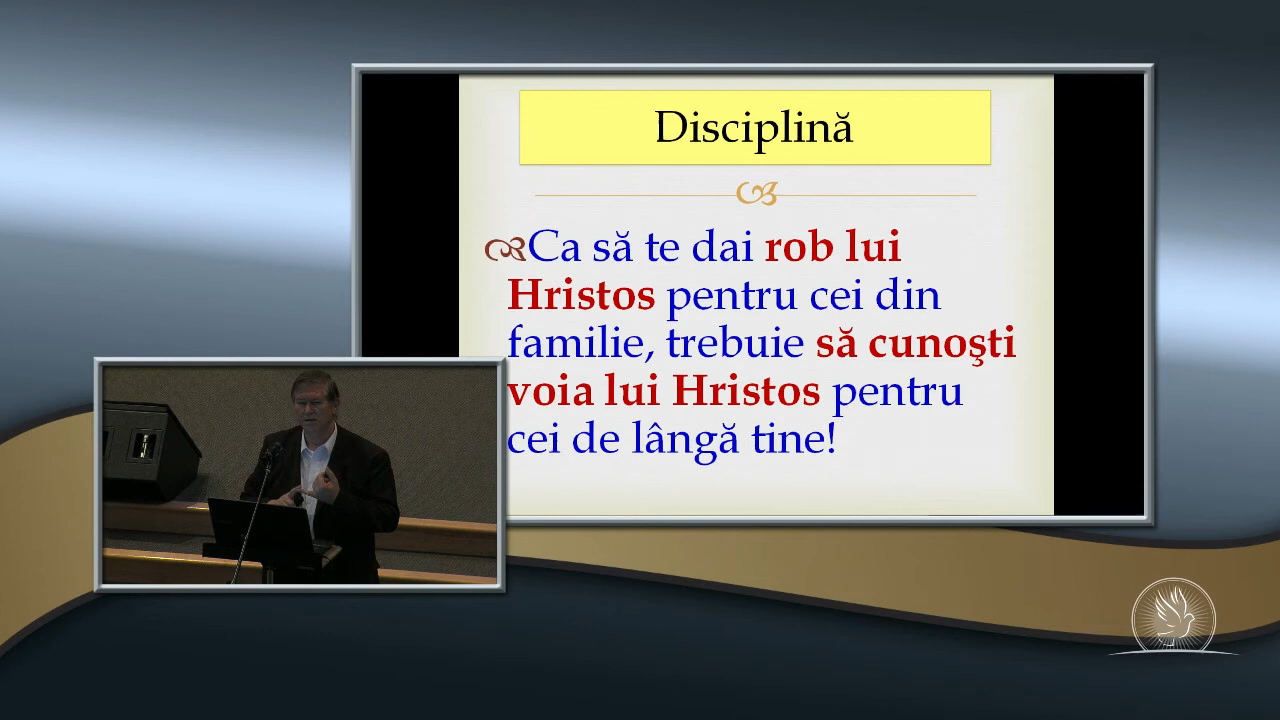 Disciplină
Ca să te dai rob lui
Hristos pentru cei din
familie, trebuie să cunoşti
voia lui Hristos pentru
cei de lângă tine!